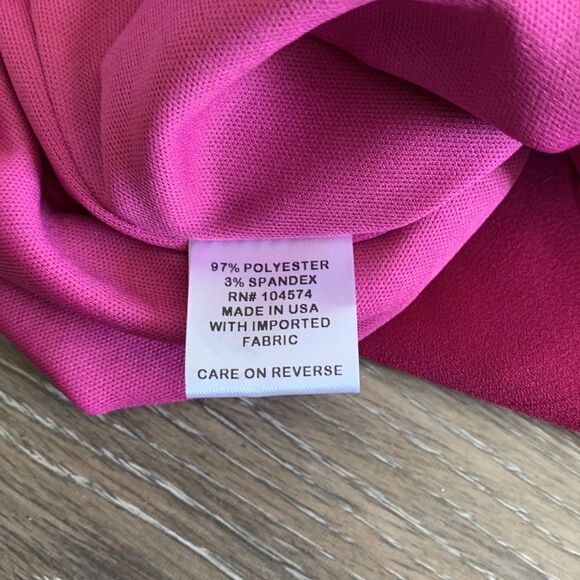 97% POLYESTER
3% SPANDEX
RN# 104574
MADE IN USA
WITH IMPORTED
FABRIC
CARE ON REVERSE